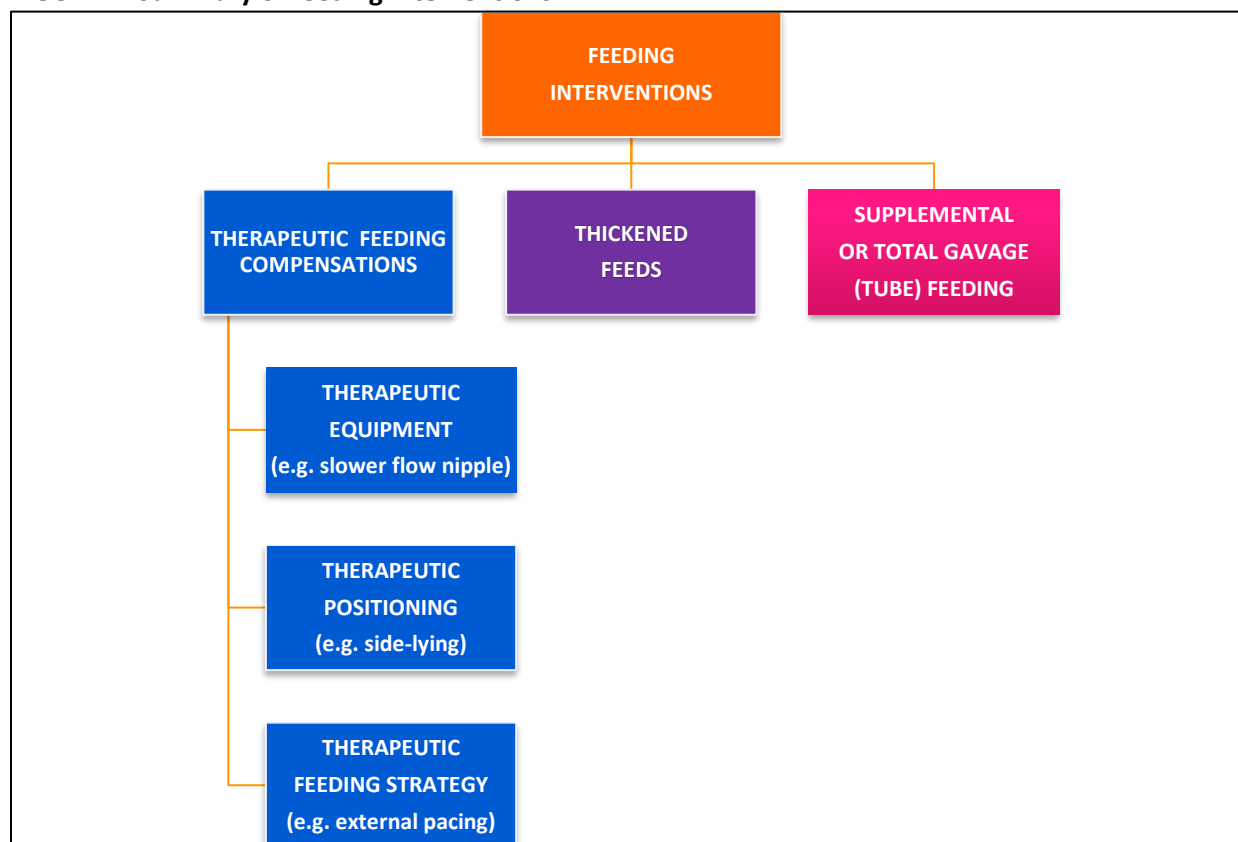 FEEDING
INTERVENTIONS
THERAPEUTIC FEEDING
COMPENSATIONS
THICKENED
FEEDS
SUPPLEMENTAL
OR TOTAL GAVAGE
(TUBE) FEEDING
THERAPEUTIC
EQUIPMENT
(e.g. slower flow nipple)
THERAPEUTIC
POSITIONING
(e.g. side-lying)
THERAPEUTIC
FEEDING STRATEGY
(e.g. external pacing)